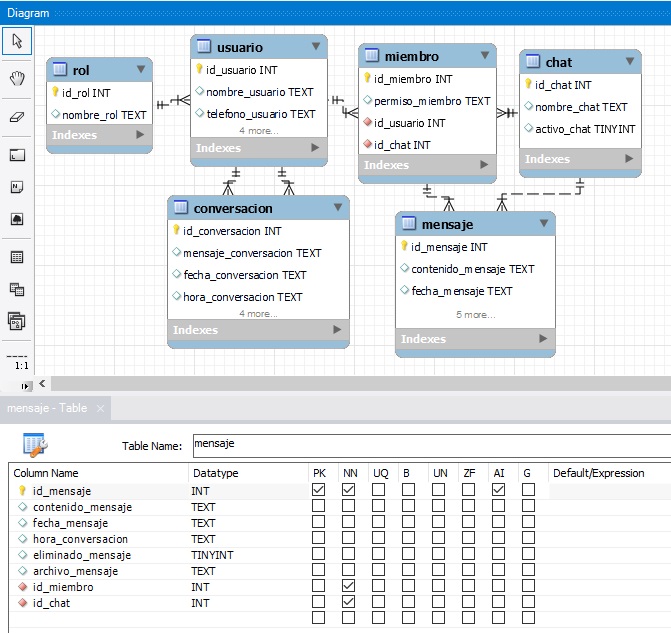 Diagram
rol
id_rol INT
nombre_rol TEXT
Indexes
usuario
id_usuario INT
nombre_usuario TEXT
telefono_usuario TEXT
4 more...
Indexes
miembro
id_miembro INT
permiso_miembro TEXT
id_usuario INT
id_chat INT
Indexes
chat
id_chat INT
nombre_chat TEXT
activo_chat TINYINT
Indexes
conversacion
id_conversacion INT
mensaje_conversacion TEXT
fecha_conversacion TEXT
hora_conversacion TEXT
4 more...
Indexes
mensaje
id_mensaje INT
contenido_mensaje TEXT
fecha_mensaje TEXT
5 more...
Indexes
1:1
mensaje - Table
Table Name: mensaje
Column Name Datatype PK NN UQ B UN ZF AI G Default/Expression
id_mensaje INT
contenido_mensaje TEXT
fecha_mensaje TEXT
hora_conversacion TEXT
eliminado_mensaje TINYINT
archivo_mensaje TEXT
id_miembro INT
id_chat INT